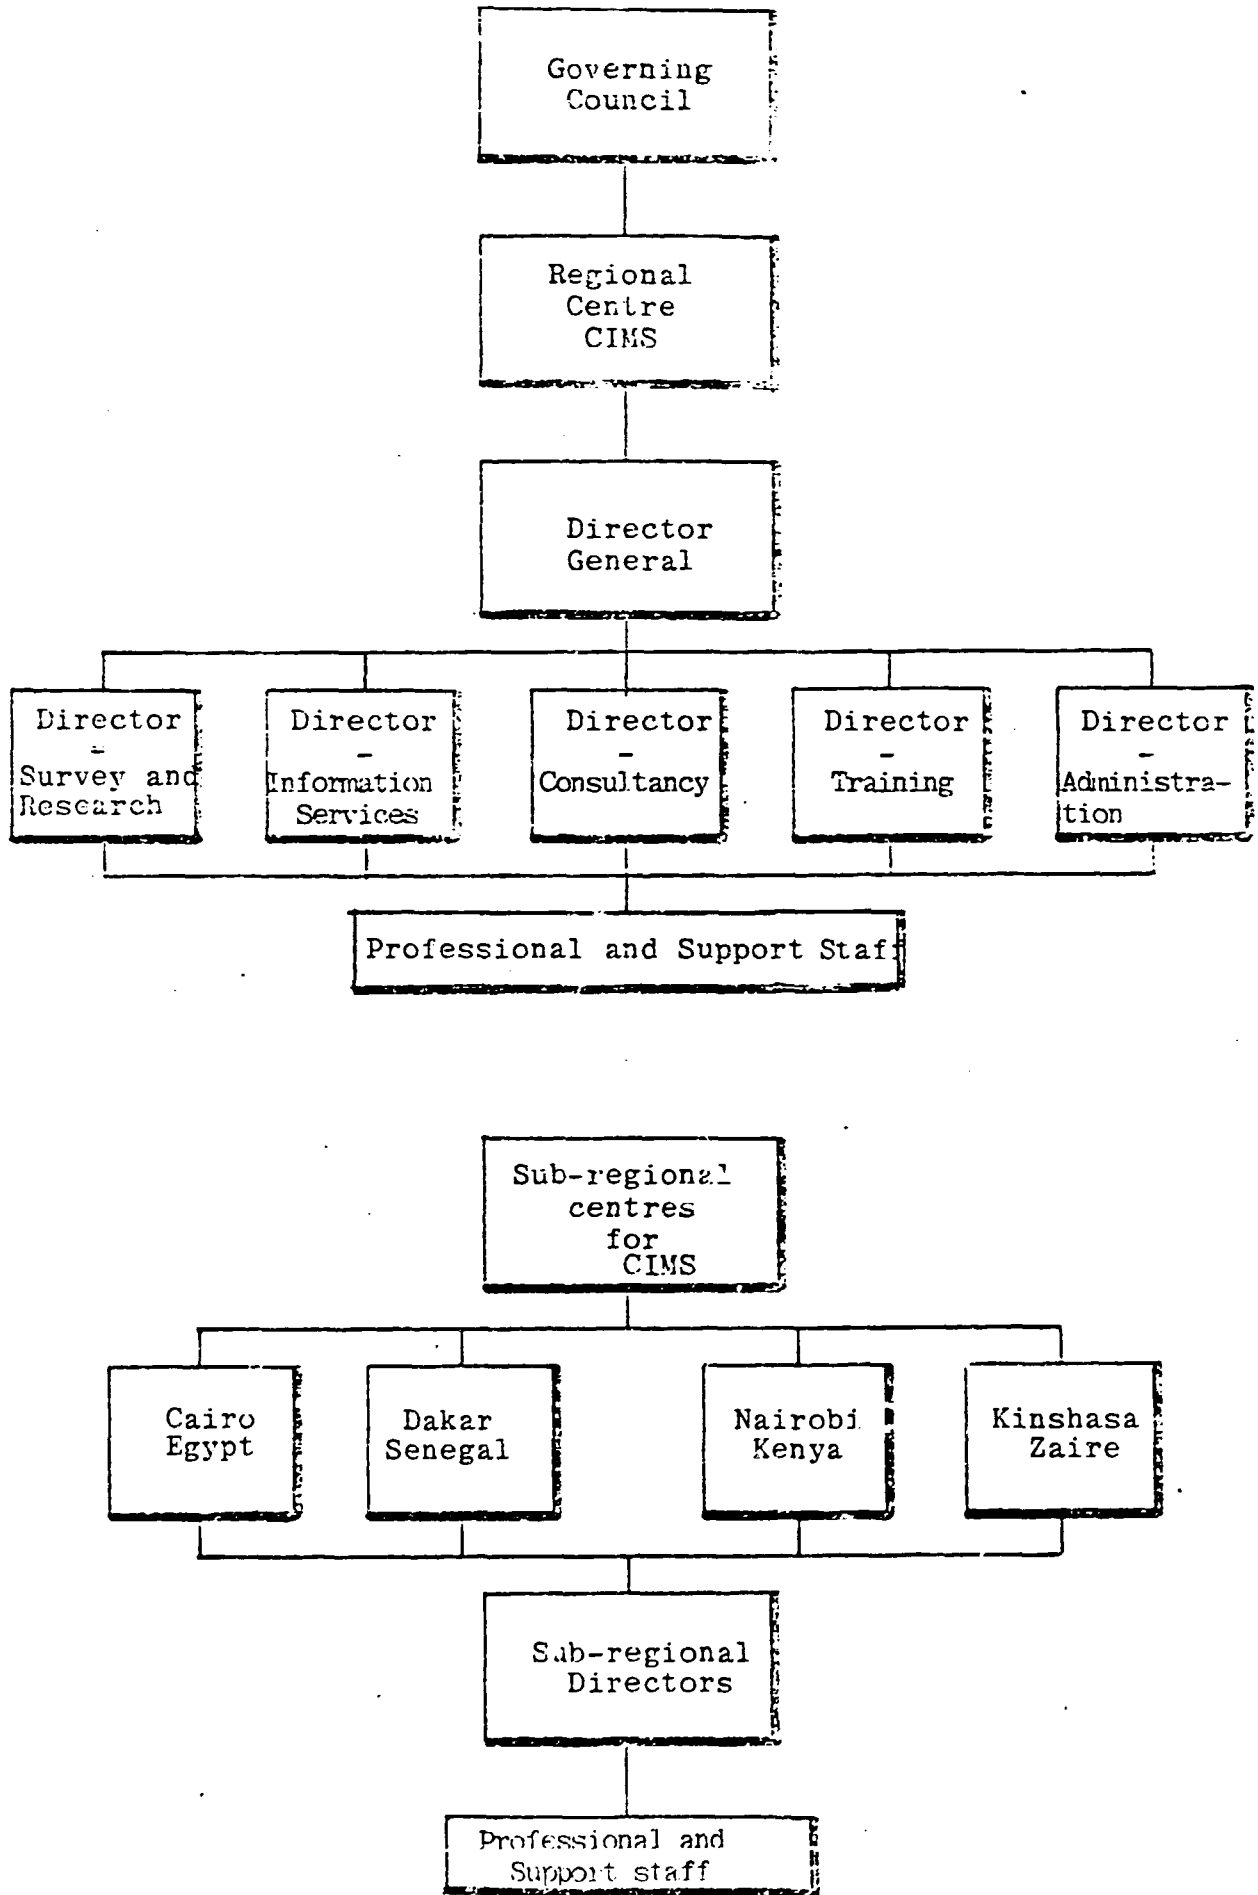 Governing
Council
Regional
Centre
CIMS
Director
General
Director
-
Survey and
Research
Director
-
Information
Services
Director
-
Consultancy
Director
-
Training
Director
-
Administra-
tion
Professional and Support Staff
Sub-regional
centres
for
CIMS
Cairo
Egypt
Dakar
Senegal
Nairobi
Kenya
Kinshasa
Zaire
Sub-regional
Directors
Professional and
Support staff